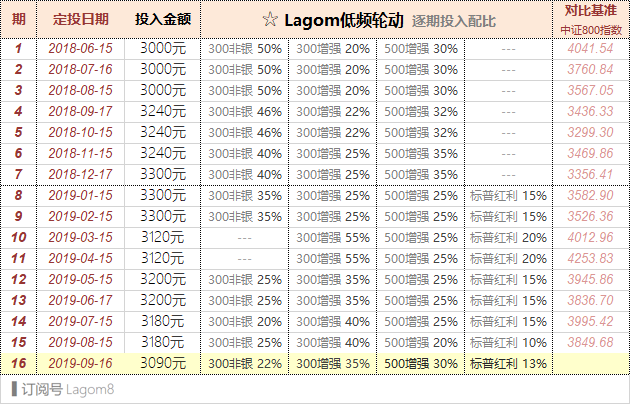 期 定投日期 投入金额 ☆ Lagom低频轮动 逐期投入配比 对比基准
中证800指数
1 2018-06-15 3000元 300非银 50% 300增强 20% 500增强 30% --- 4041.54
2 2018-07-16 3000元 300非银 50% 300增强 20% 500增强 30% --- 3760.84
3 2018-08-15 3000元 300非银 50% 300增强 20% 500增强 30% --- 3567.05
4 2018-09-17 3240元 300非银 46% 300增强 22% 500增强 32% --- 3436.33
5 2018-10-15 3240元 300非银 46% 300增强 22% 500增强 32% --- 3299.30
6 2018-11-15 3240元 300非银 40% 300增强 25% 500增强 35% --- 3469.86
7 2018-12-17 3240元 300非银 40% 300增强 25% 500增强 35% --- 3356.41
8 2019-01-15 3300元 300非银 35% 300增强 25% 500增强 25% 标普红利 15% 3582.90
9 2019-02-15 3300元 300非银 35% 300增强 25% 500增强 25% 标普红利 15% 3526.36
10 2019-03-15 3120元 --- 300增强 55% 500增强 25% 标普红利 20% 4012.96
11 2019-04-15 3120元 --- 300增强 55% 500增强 25% 标普红利 20% 4253.83
12 2019-05-15 3200元 300非银 25% 300增强 35% 500增强 25% 标普红利 15% 3945.86
13 2019-06-17 3200元 300非银 25% 300增强 35% 500增强 25% 标普红利 15% 3836.70
14 2019-07-15 3180元 300非银 20% 300增强 40% 500增强 25% 标普红利 15% 3995.42
15 2019-08-15 3180元 300非银 25% 300增强 40% 500增强 20% 标普红利 10% 3849.68
16 2019-09-16 3090元 300非银 22% 300增强 35% 500增强 30% 标普红利 13%
订阅号 Lagom8